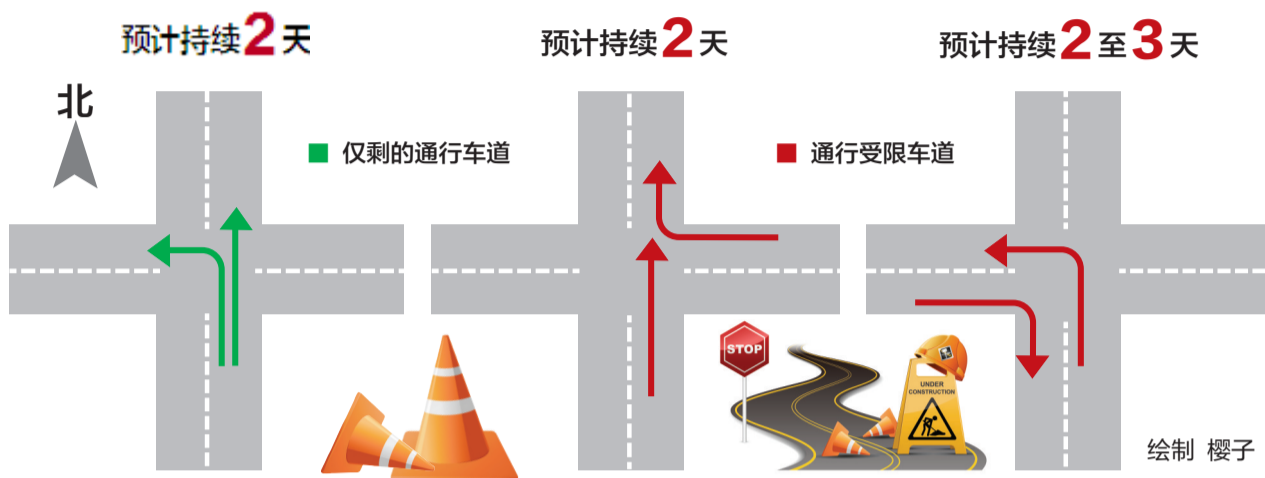 预计持续2天
预计持续2天
预计持续2至3天
北
仅剩的通行车道
通行受限车道
STOP
UNDER
CONSTRUCTION
绘制 樱子